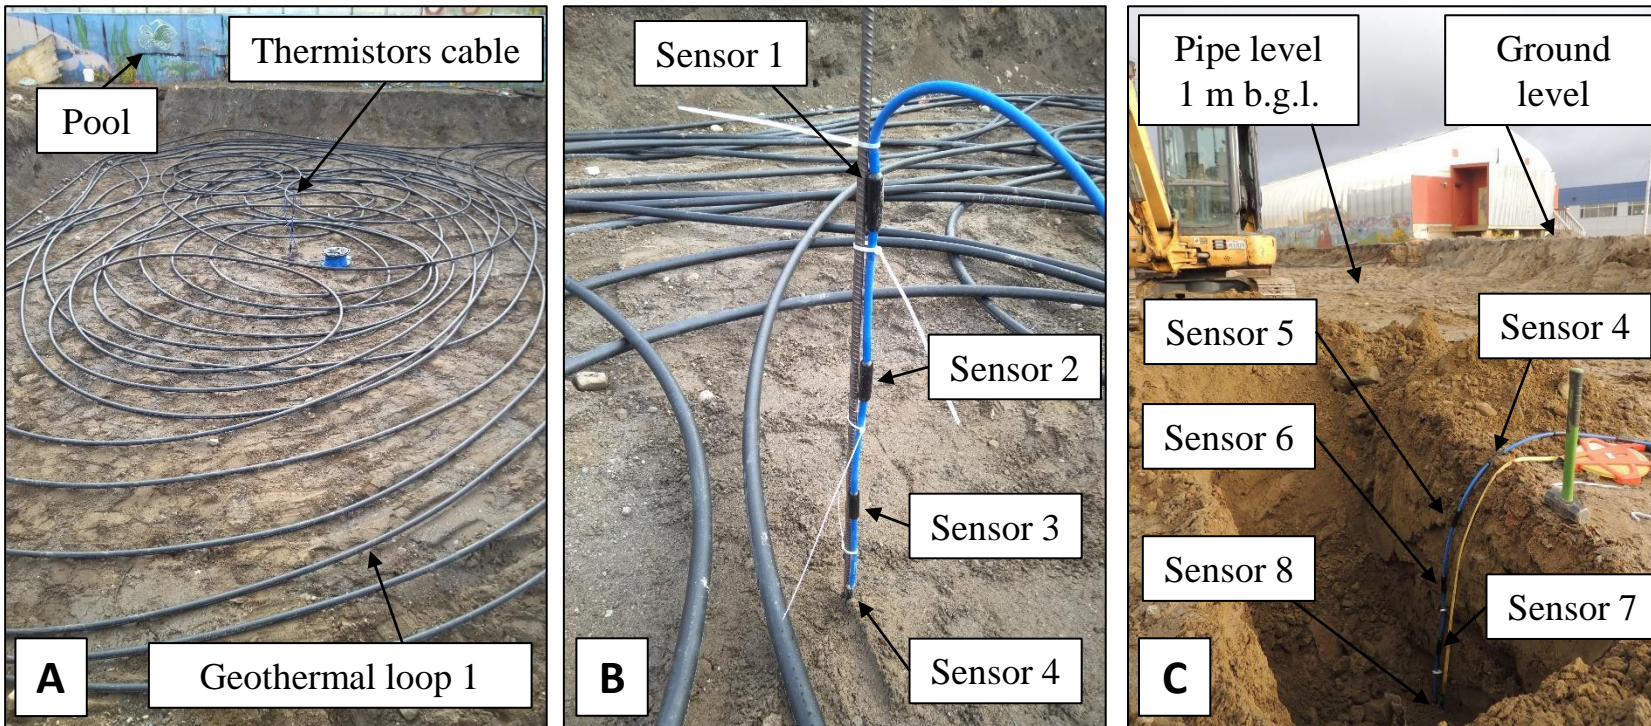 Thermistors cable
Pool
Geothermal loop 1
A
Sensor 1
Sensor 2
Sensor 3
Sensor 4
B
Pipe level
1 m b.g.l.
Ground
level
Sensor 5
Sensor 4
Sensor 6
Sensor 8
Sensor 7
C